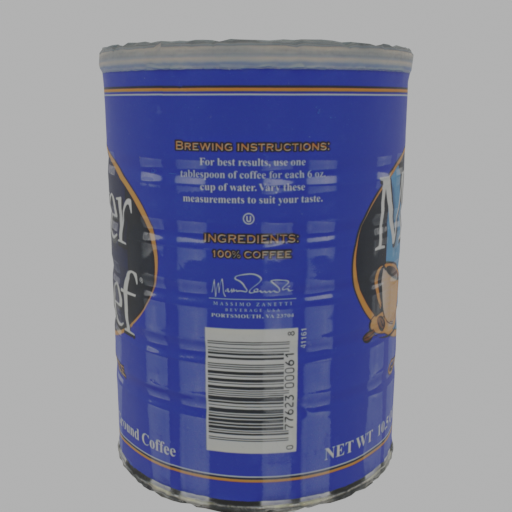 BREWING INSTRUCTIONS:
For best results, use one
tablespoon of coffee for each 6 oz.
cup of water. Vary these
measurements to suit your taste.
U
INGREDIENTS:
100% COFFEE
MASSIMO ZANETTI
BEVERAGE USA
PORTSMOUTH, VA 23704
41161
0 77623 00061 8
Coffee
NET WT